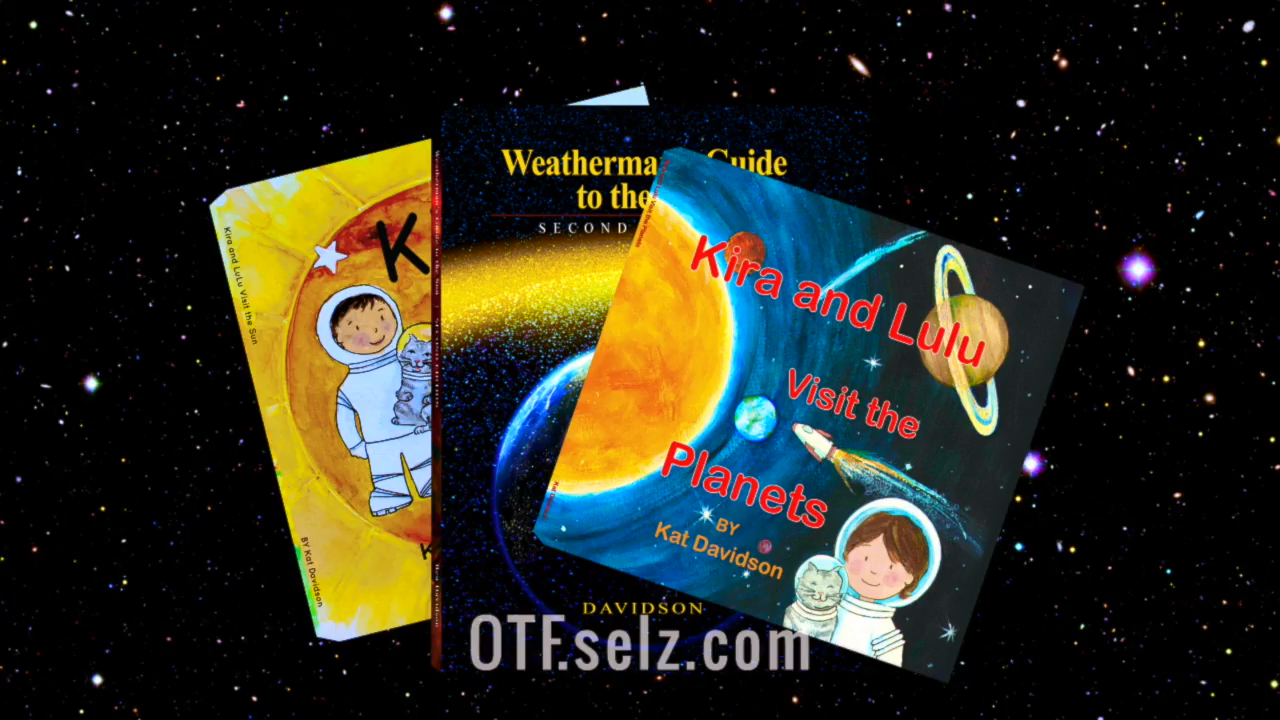 Kira and LuLu Visit the Sun
BY Kat Davidson
K
Weatherma
Guide
to the
SECOND
DAVIDSON
Kira and Lulu
Visit the
Planets
BY
Kat Davidson
OTF.selz.com